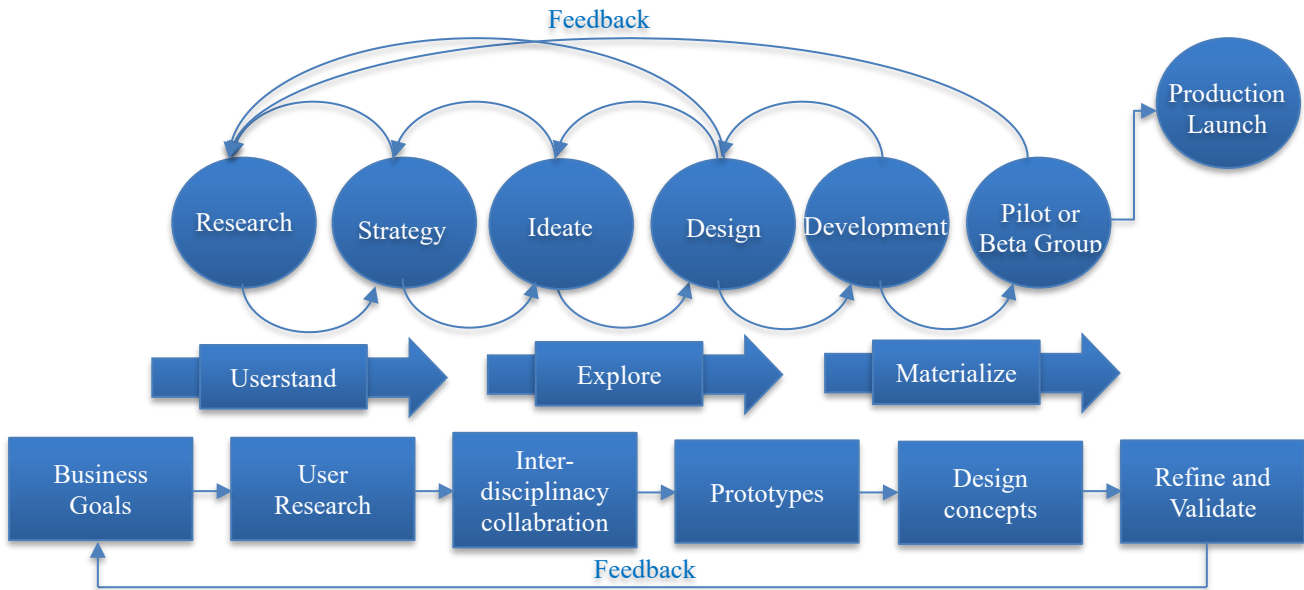 Feedback
Production
Launch
Research
Strategy
Ideate
Design
Development
Pilot or
Beta Group
Userstand
Explore
Materialize
Business
Goals
User
Research
Inter-
disciplinacy
collabration
Prototypes
Design
concepts
Refine and
Validate
Feedback